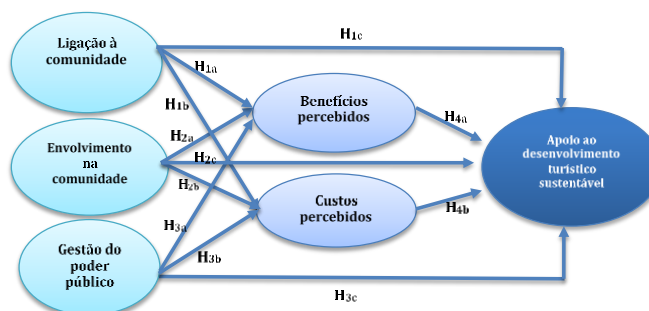 Ligação à
comunidade
H1c
H1a
H1b
Benefícios
percebidos
H4a
H2a
Envolvimento
na
comunidade
H2c
H2b
Apolo ao
desenvolvimento
turístico
sustentável
Custos
percebidos
H4b
H3a
Gestão do
poder
público
H3b
H3c